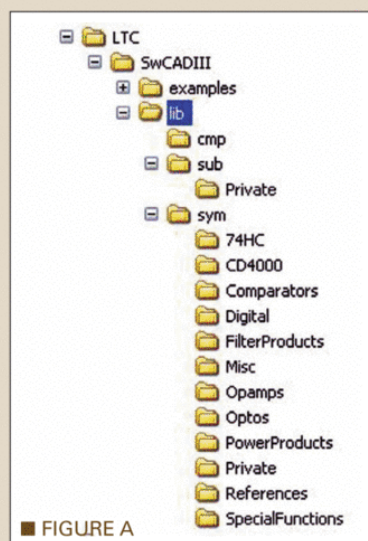 LTC
SwCADIII
examples
lib
cmp
sub
Private
sym
74HC
CD4000
Comparators
Digital
FilterProducts
Misc
Opamps
Optos
PowerProducts
Private
References
SpecialFunctions
FIGURE A